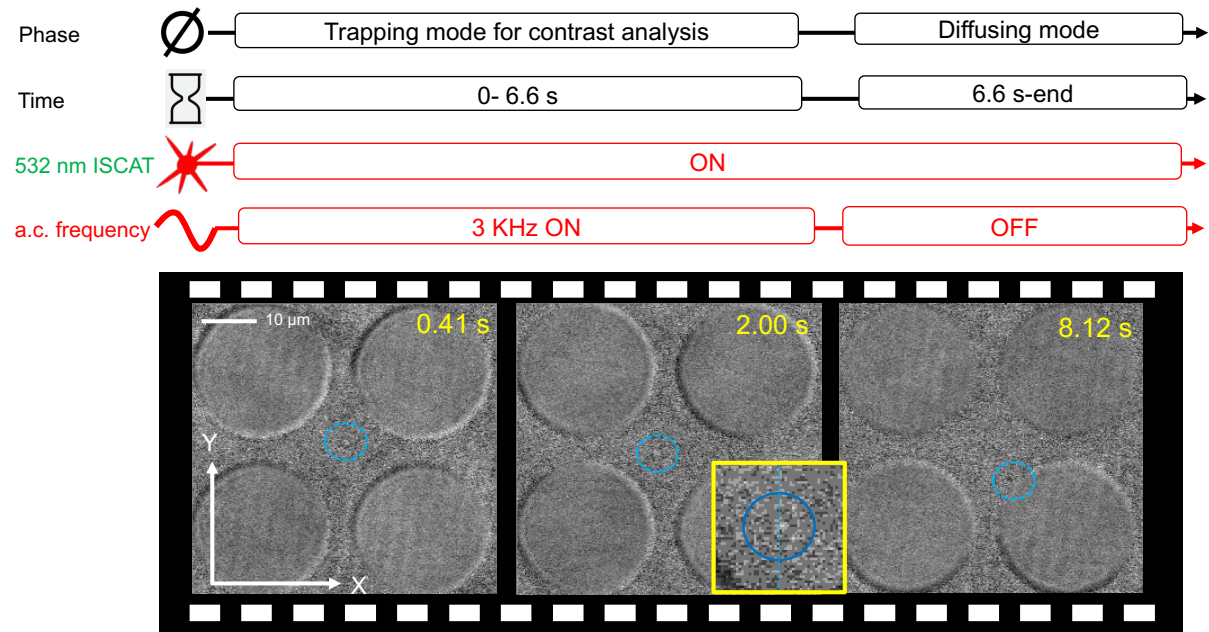 Phase
Trapping mode for contrast analysis
Diffusing mode
Time
0- 6.6 s
6.6 s-end
532 nm ISCAT
ON
a.c. frequency
3 KHz ON
OFF
10 µm
0.41 s
2.00 s
8.12 s
Y
X